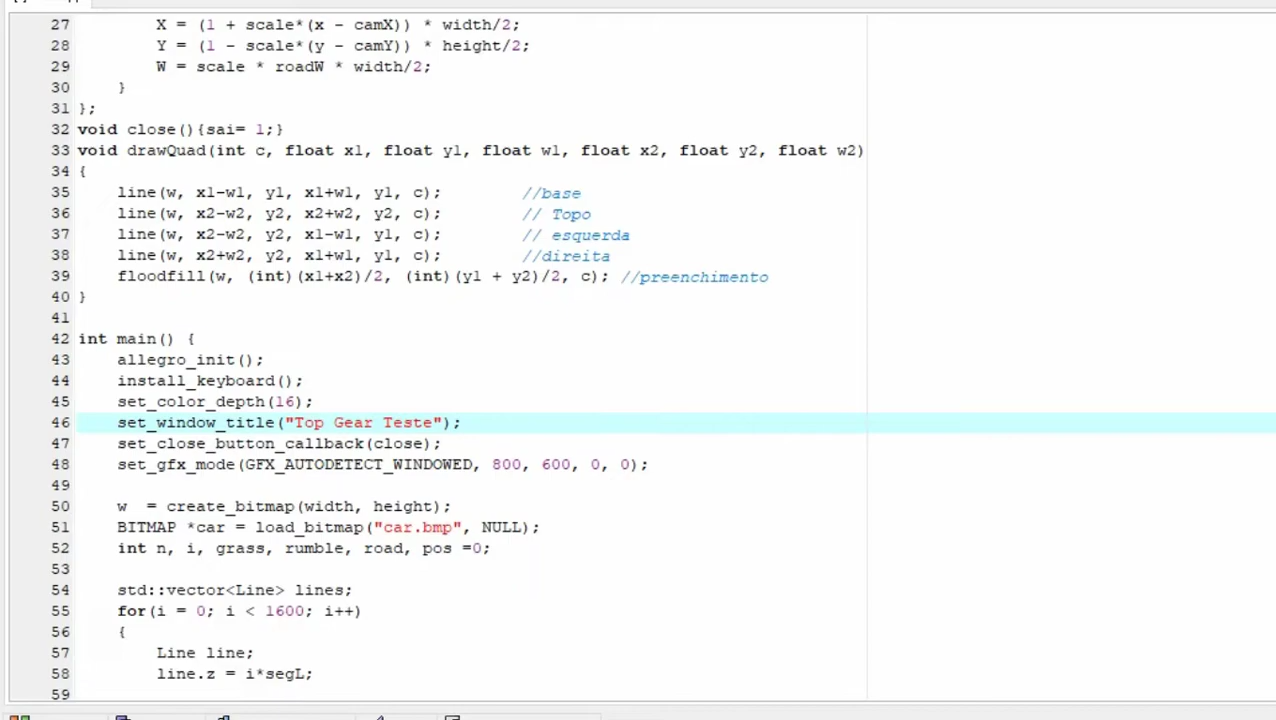 27 X = (1 + scale*(x - camX)) * width/2;
28 Y = (1 - scale*(y - camY)) * height/2;
29 W = scale * roadW * width/2;
30 }
31 };
32 void close(){sai= 1;}
33 void drawQuad(int c, float x1, float y1, float w1, float x2, float y2, float w2)
34 {
35 line(w, x1-w1, y1, x1+w1, y1, c); //base
36 line(w, x2-w2, y2, x2+w2, y2, c); // Topo
37 line(w, x2-w2, y2, x1-w1, y1, c); // esquerda
38 line(w, x2+w2, y2, x1+w1, y1, c); //direita
39 floodfill(w, (int)(x1+x2)/2, (int)(y1 + y2)/2, c); //preenchimento
40 }
41
42 int main() {
43 allegro_init();
44 install_keyboard();
45 set_color_depth(16);
46 set_window_title("Top Gear Teste");
47 set_close_button_callback(close);
48 set_gfx_mode(GFX_AUTODETECT_WINDOWED, 800, 600, 0, 0);
49
50 w  = create_bitmap(width, height);
51 BITMAP *car = load_bitmap("car.bmp", NULL);
52 int n, i, grass, rumble, road, pos =0;
53
54 std::vector<Line> lines;
55 for(i = 0; i < 1600; i++)
56 {
57 Line line;
58 line.z = i*segL;
59